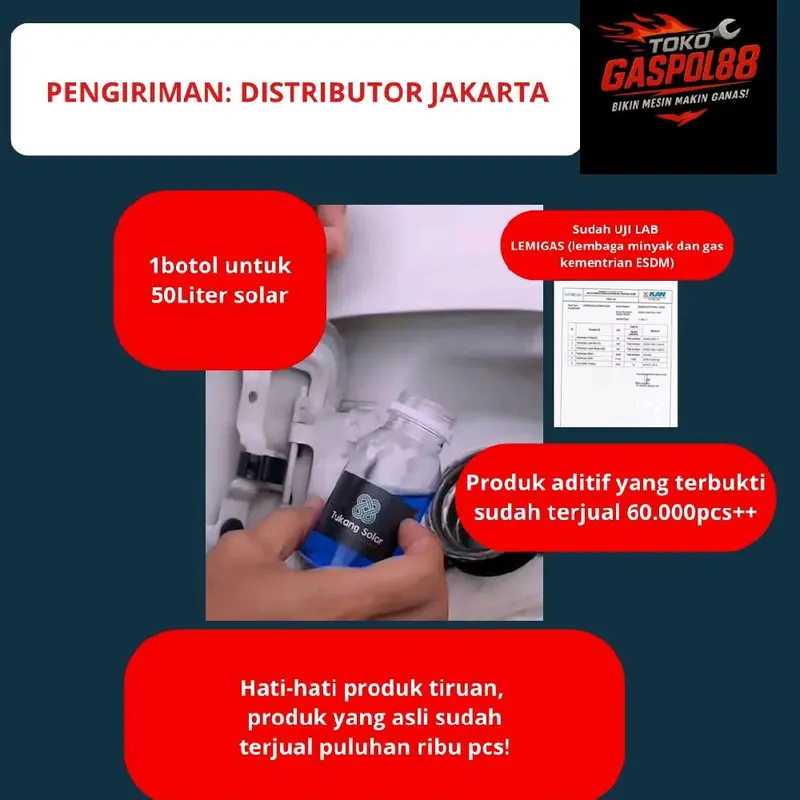 PENGIRIMAN: DISTRIBUTOR JAKARTA
TOKO
GASPOL88
BIKIN MESIN MAKIN GANAS!
1botol untuk
50Liter solar
Sudah UJI LAB
LEMIGAS (lembaga minyak dan gas
kementrian ESDM)
KAN
Produk aditif yang terbukti
sudah terjual 60.000pcs++
Tukang Solar
Hati-hati produk tiruan,
produk yang asli sudah
terjual puluhan ribu pcs!